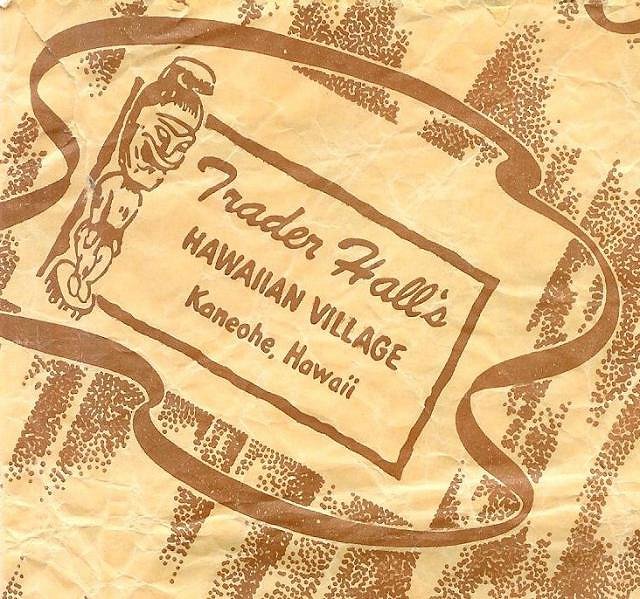 Trader Hall's
HAWAIIAN VILLAGE
Kaneohe, Hawaii